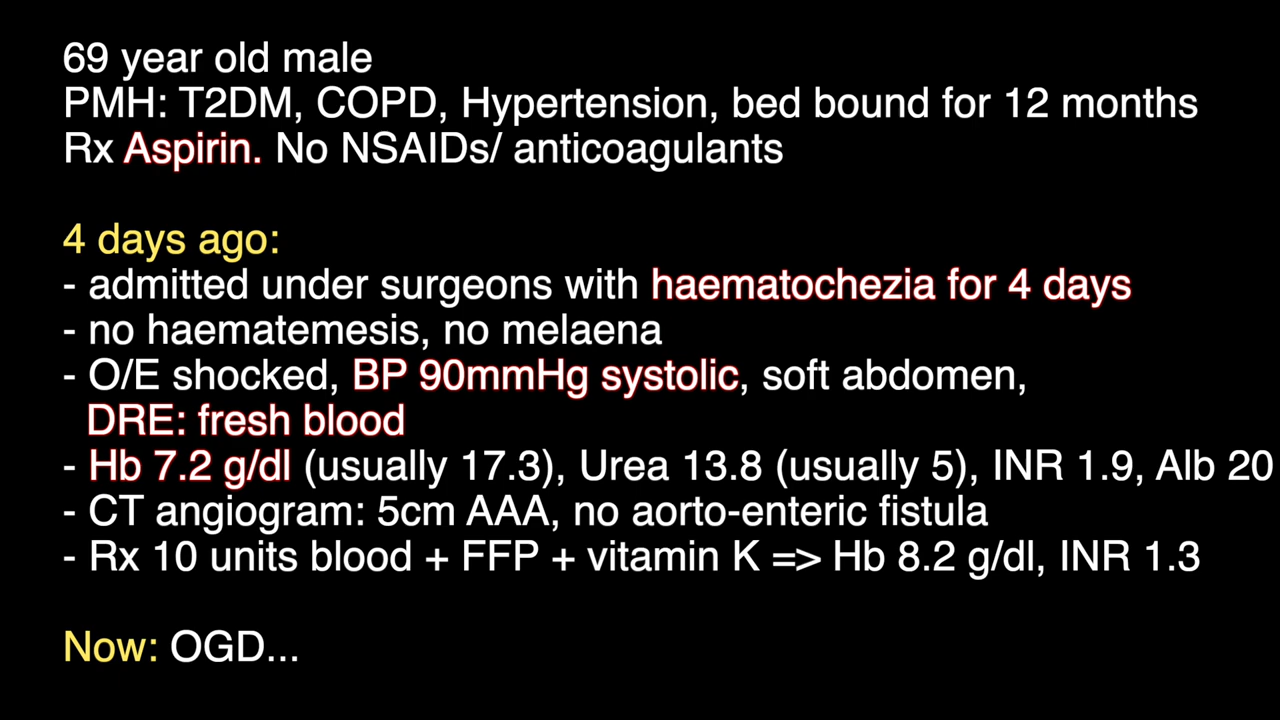 69 year old male
PMH: T2DM, COPD, Hypertension, bed bound for 12 months
Rx Aspirin. No NSAIDs/ anticoagulants
4 days ago:
- admitted under surgeons with haematochezia for 4 days
- no haematemesis, no melaena
- O/E shocked, BP 90mmHg systolic, soft abdomen,
DRE: fresh blood
- Hb 7.2 g/dl (usually 17.3), Urea 13.8 (usually 5), INR 1.9, Alb 20
- CT angiogram: 5cm AAA, no aorto-enteric fistula
- Rx 10 units blood + FFP + vitamin K => Hb 8.2 g/dl, INR 1.3
Now: OGD...